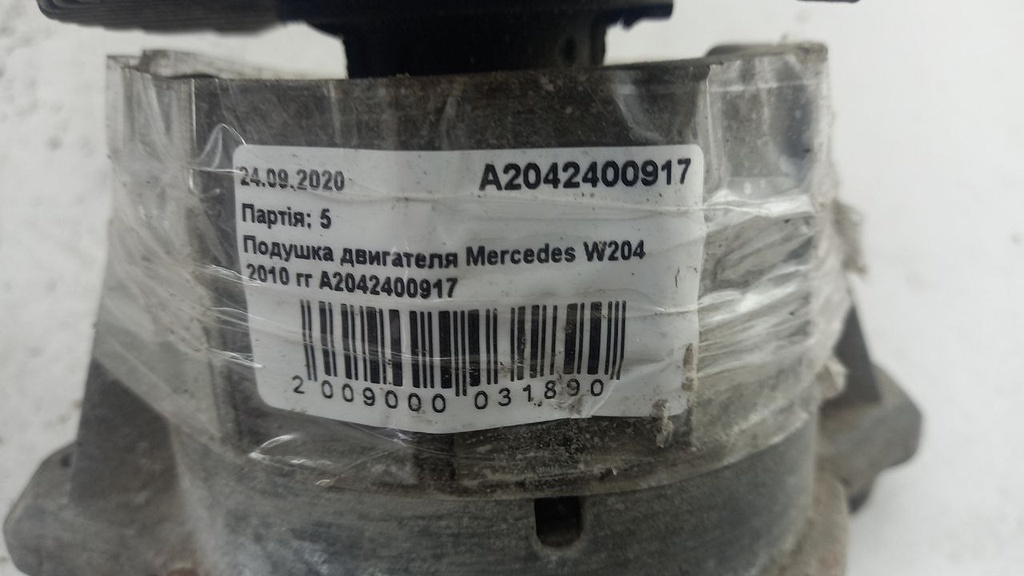 24.09.2020 A2042400917
Партія: 5
Подушка двигателя Mercedes W204
2010 гг A2042400917
2 009000 031890